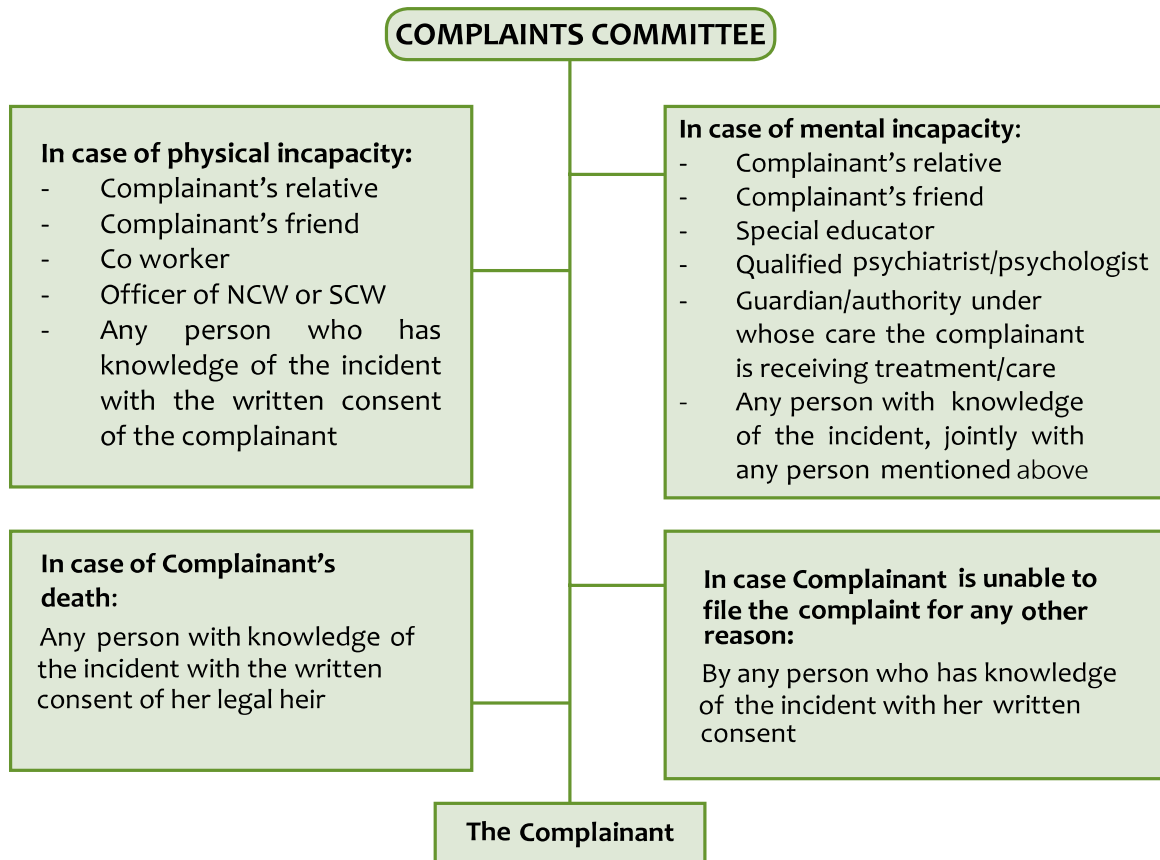 COMPLAINTS COMMITTEE
In case of physical incapacity:
- Complainant's relative
- Complainant's friend
- Co worker
- Officer of NCW or SCW
- Any person who has
knowledge of the incident
with the written consent
of the complainant
In case of mental incapacity:
- Complainant's relative
- Complainant's friend
- Special educator
- Qualified psychiatrist/psychologist
- Guardian/authority under
whose care the complainant
is receiving treatment/care
- Any person with knowledge
of the incident, jointly with
any person mentioned above
In case of Complainant's
death:
Any person with knowledge of
the incident with the written
consent of her legal heir
In case Complainant is unable to
file the complaint for any other
reason:
By any person who has knowledge
of the incident with her written
consent
The Complainant